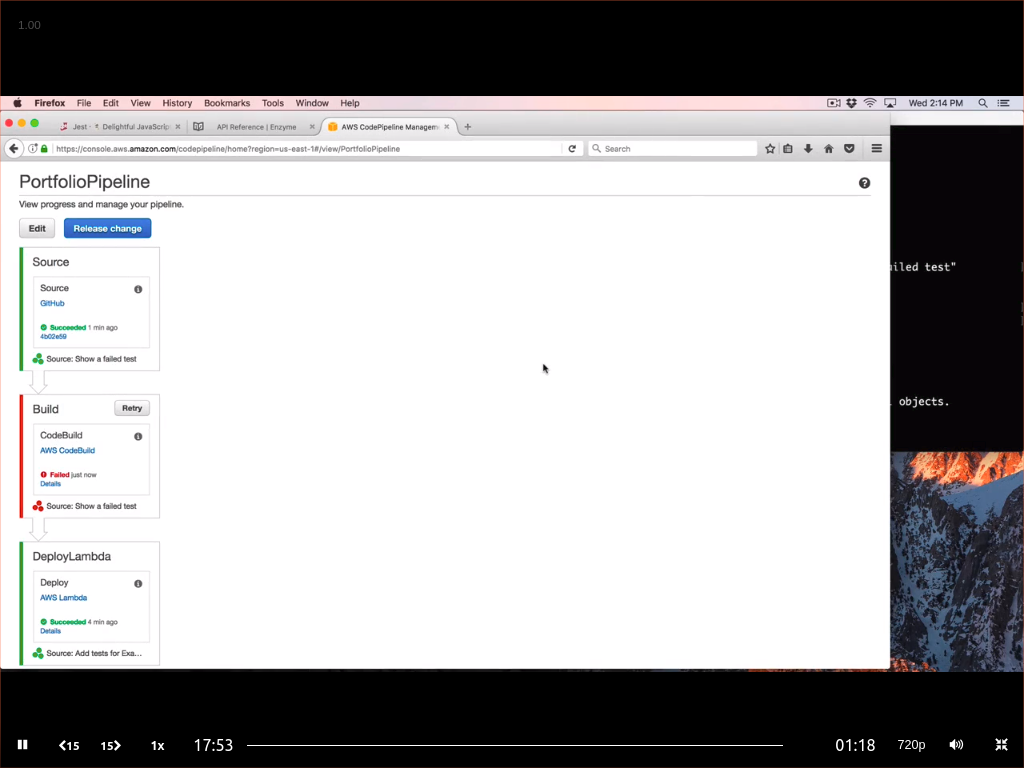 1.00
Firefox File Edit View History Bookmarks Tools Window Help Wed 2:14 PM
Jest · Delightful JavaScrip API Reference | Enzyme AWS CodePipeline Managem
https://console.aws.amazon.com/codepipeline/home?region=us-east-1#/view/PortfolioPipeline Search
PortfolioPipeline
View progress and manage your pipeline.
Edit Release change
Source
Source
GitHub
Succeeded 1 min ago
4b02e59
Source: Show a failed test
Build Retry
CodeBuild
AWS CodeBuild
Failed just now
Details
Source: Show a failed test
DeployLambda
Deploy
AWS Lambda
Succeeded 4 min ago
Details
Source: Add tests for Exa...
iled test"
objects.
15 15 1x 17:53 01:18 720p